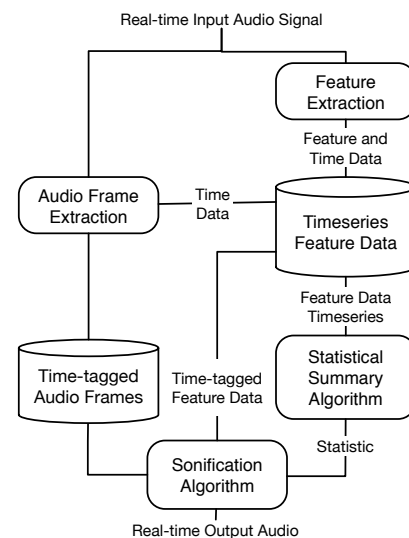 Real-time Input Audio Signal
Feature
Extraction
Feature and
Time Data
Audio Frame
Extraction
Time
Data
Timeseries
Feature Data
Feature Data
Timeseries
Time-tagged
Audio Frames
Time-tagged
Feature Data
Statistical
Summary
Algorithm
Statistic
Sonification
Algorithm
Real-time Output Audio